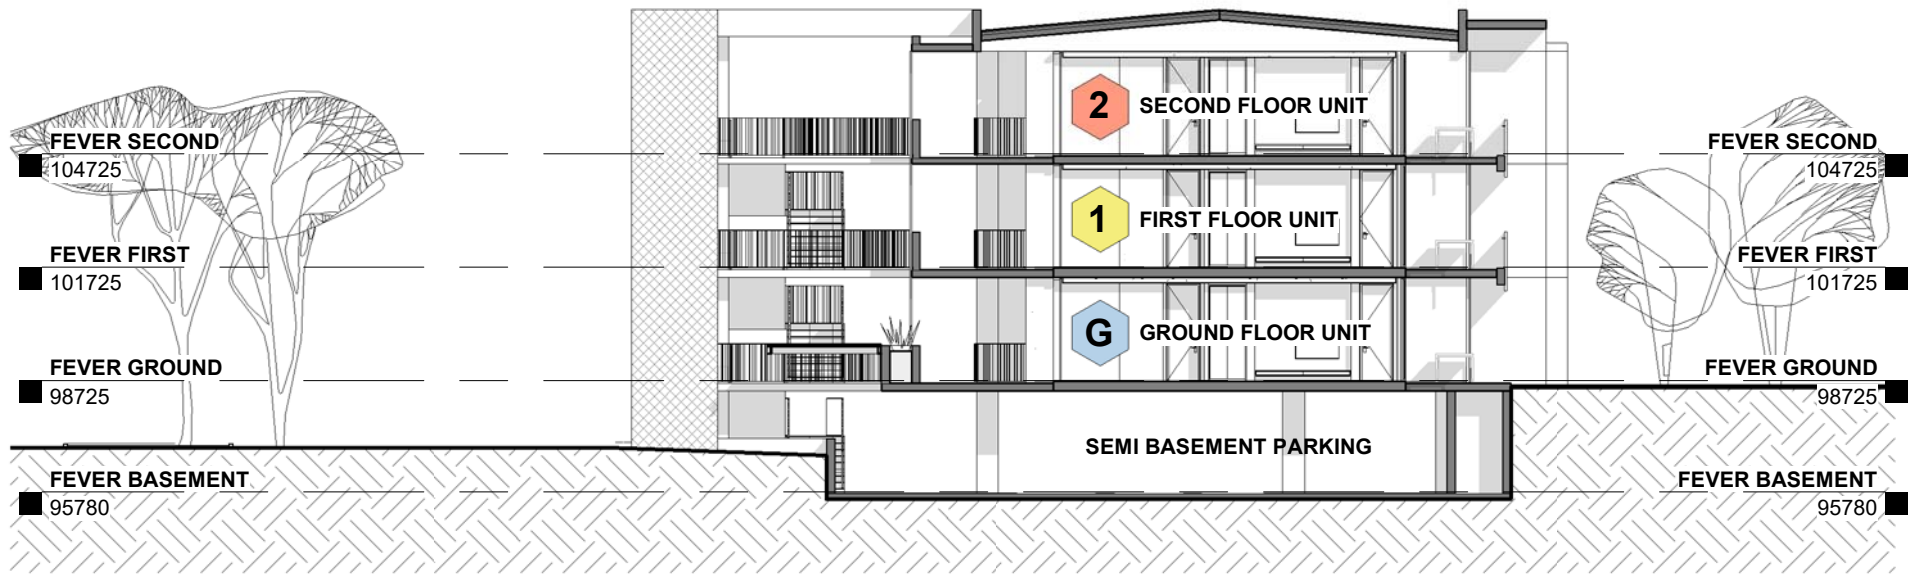 2 SECOND FLOOR UNIT
FEVER SECOND
104725
FEVER SECOND
104725
1 FIRST FLOOR UNIT
FEVER FIRST
101725
FEVER FIRST
101725
G GROUND FLOOR UNIT
FEVER GROUND
98725
FEVER GROUND
98725
SEMI BASEMENT PARKING
FEVER BASEMENT
95780
FEVER BASEMENT
95780